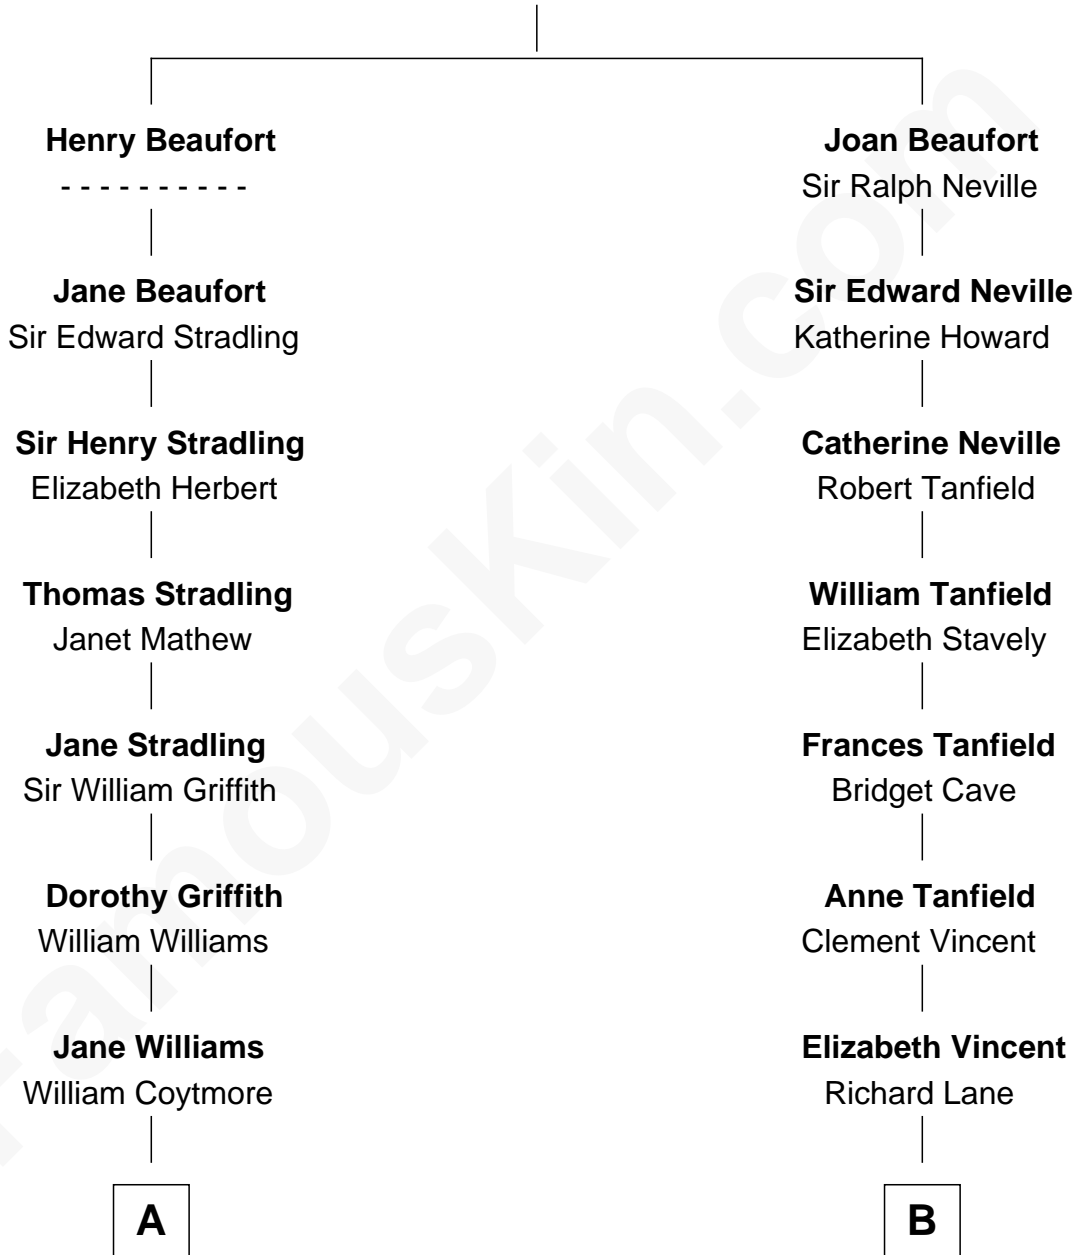 Henry Beaufort
- - - - - - - - - -
Jane Beaufort
Sir Edward Stradling
Sir Henry Stradling
Elizabeth Herbert
Thomas Stradling
Janet Mathew
Jane Stradling
Sir William Griffith
Dorothy Griffith
William Williams
Jane Williams
William Coytmore
A
Joan Beaufort
Sir Ralph Neville
Sir Edward Neville
Katherine Howard
Catherine Neville
Robert Tanfield
William Tanfield
Elizabeth Stavely
Frances Tanfield
Bridget Cave
Anne Tanfield
Clement Vincent
Elizabeth Vincent
Richard Lane
B
FamousKin.com